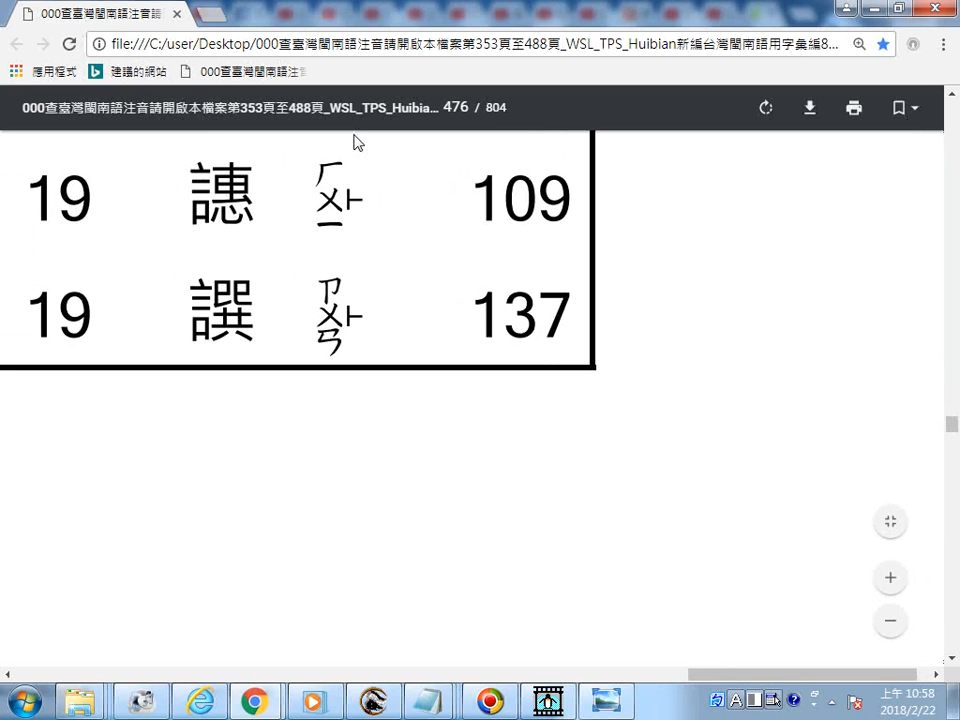 000查臺灣閩南語注音請
file:///C:/user/Desktop/000查臺灣閩南語注音請開啟本檔案第353頁至488頁_WSL_TPS_Huibian新編台灣閩南語用字彙編8...
應用程式 建議的網站 000查臺灣閩南語注音
000查臺灣閩南語注音請開啟本檔案第353頁至488頁_WSL_TPS_Huibia... 476 / 804
19 譓 ㄏㄨㄧ˫ 109
19 譔 ㄗㄨㄢ˫ 137
上午 10:58
2018/2/22